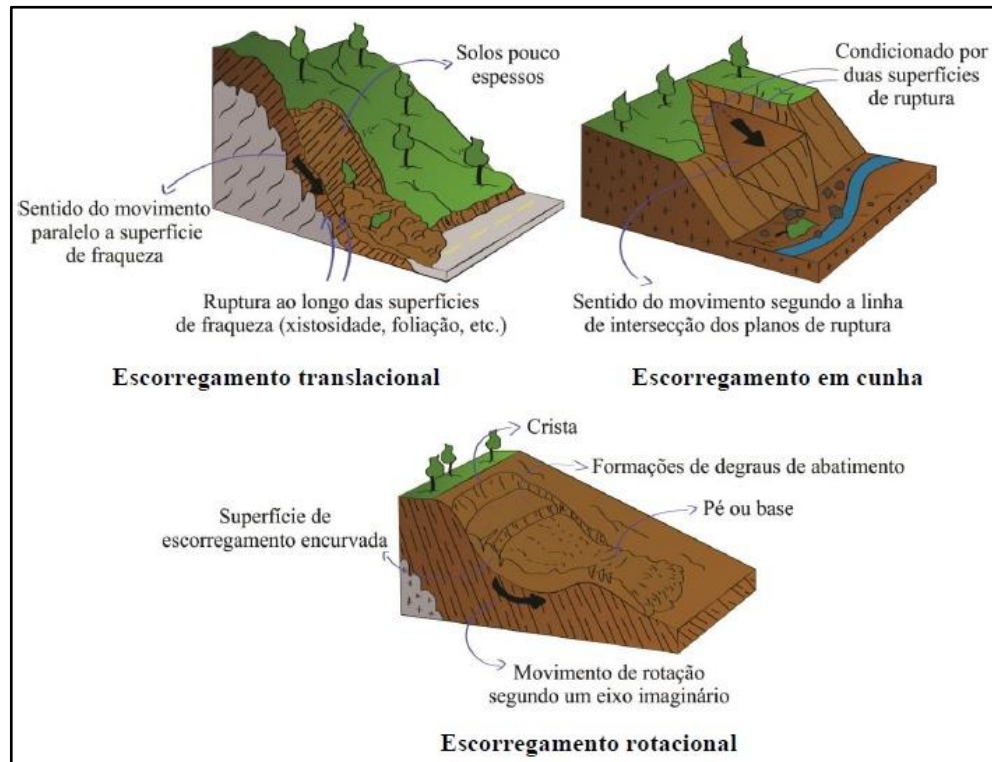 Solos pouco
espessos
Sentido do movimento
paralelo a superfície
de fraqueza
Ruptura ao longo das superfícies
de fraqueza (xistosidade, foliação, etc.)
Escorregamento translacional
Condicionado por
duas superfícies
de ruptura
Sentido do movimento segundo a linha
de intersecção dos planos de ruptura
Escorregamento em cunha
Crista
Formações de degraus de abatimento
Pé ou base
Superfície de
escorregamento encurvada
Movimento de rotação
segundo um eixo imaginário
Escorregamento rotacional